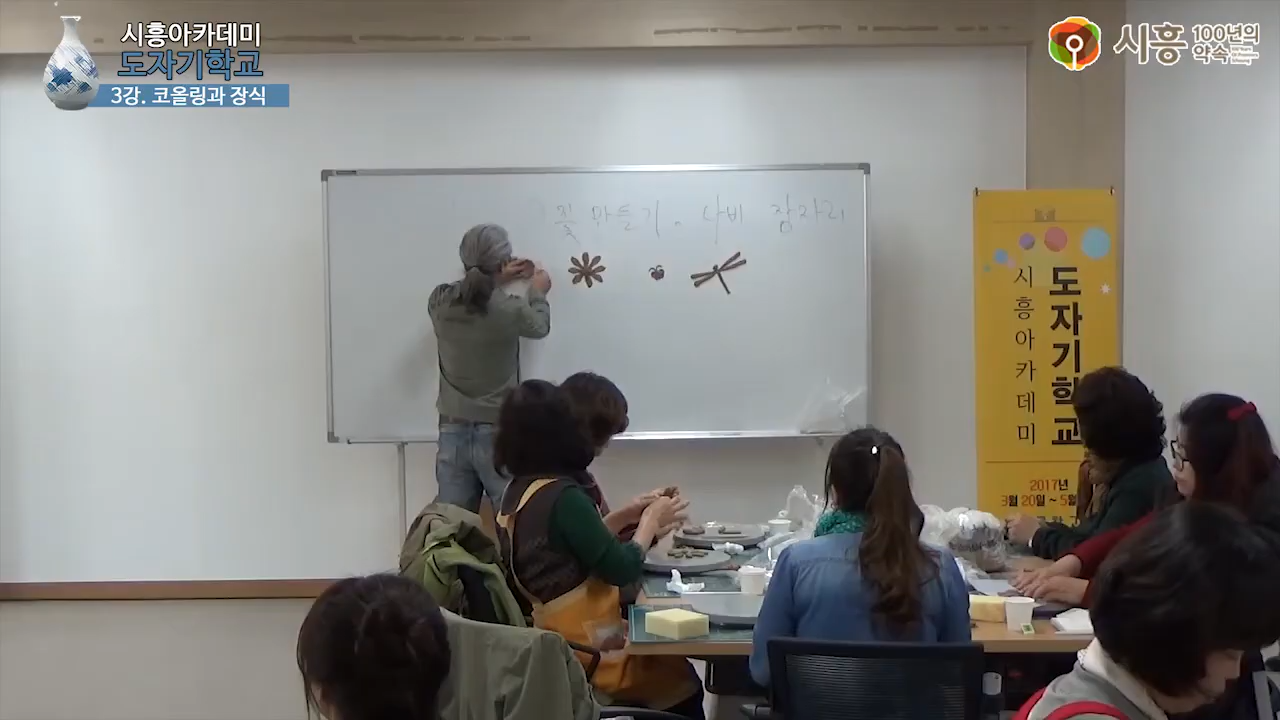 시흥아카데미
도자기학교
3강. 코올링과 장식
시흥 100년의 약속
꽃 만들기. 나비 잠자리
시흥아카데미
도자기학교
2017년
3월 20일 ~ 5월